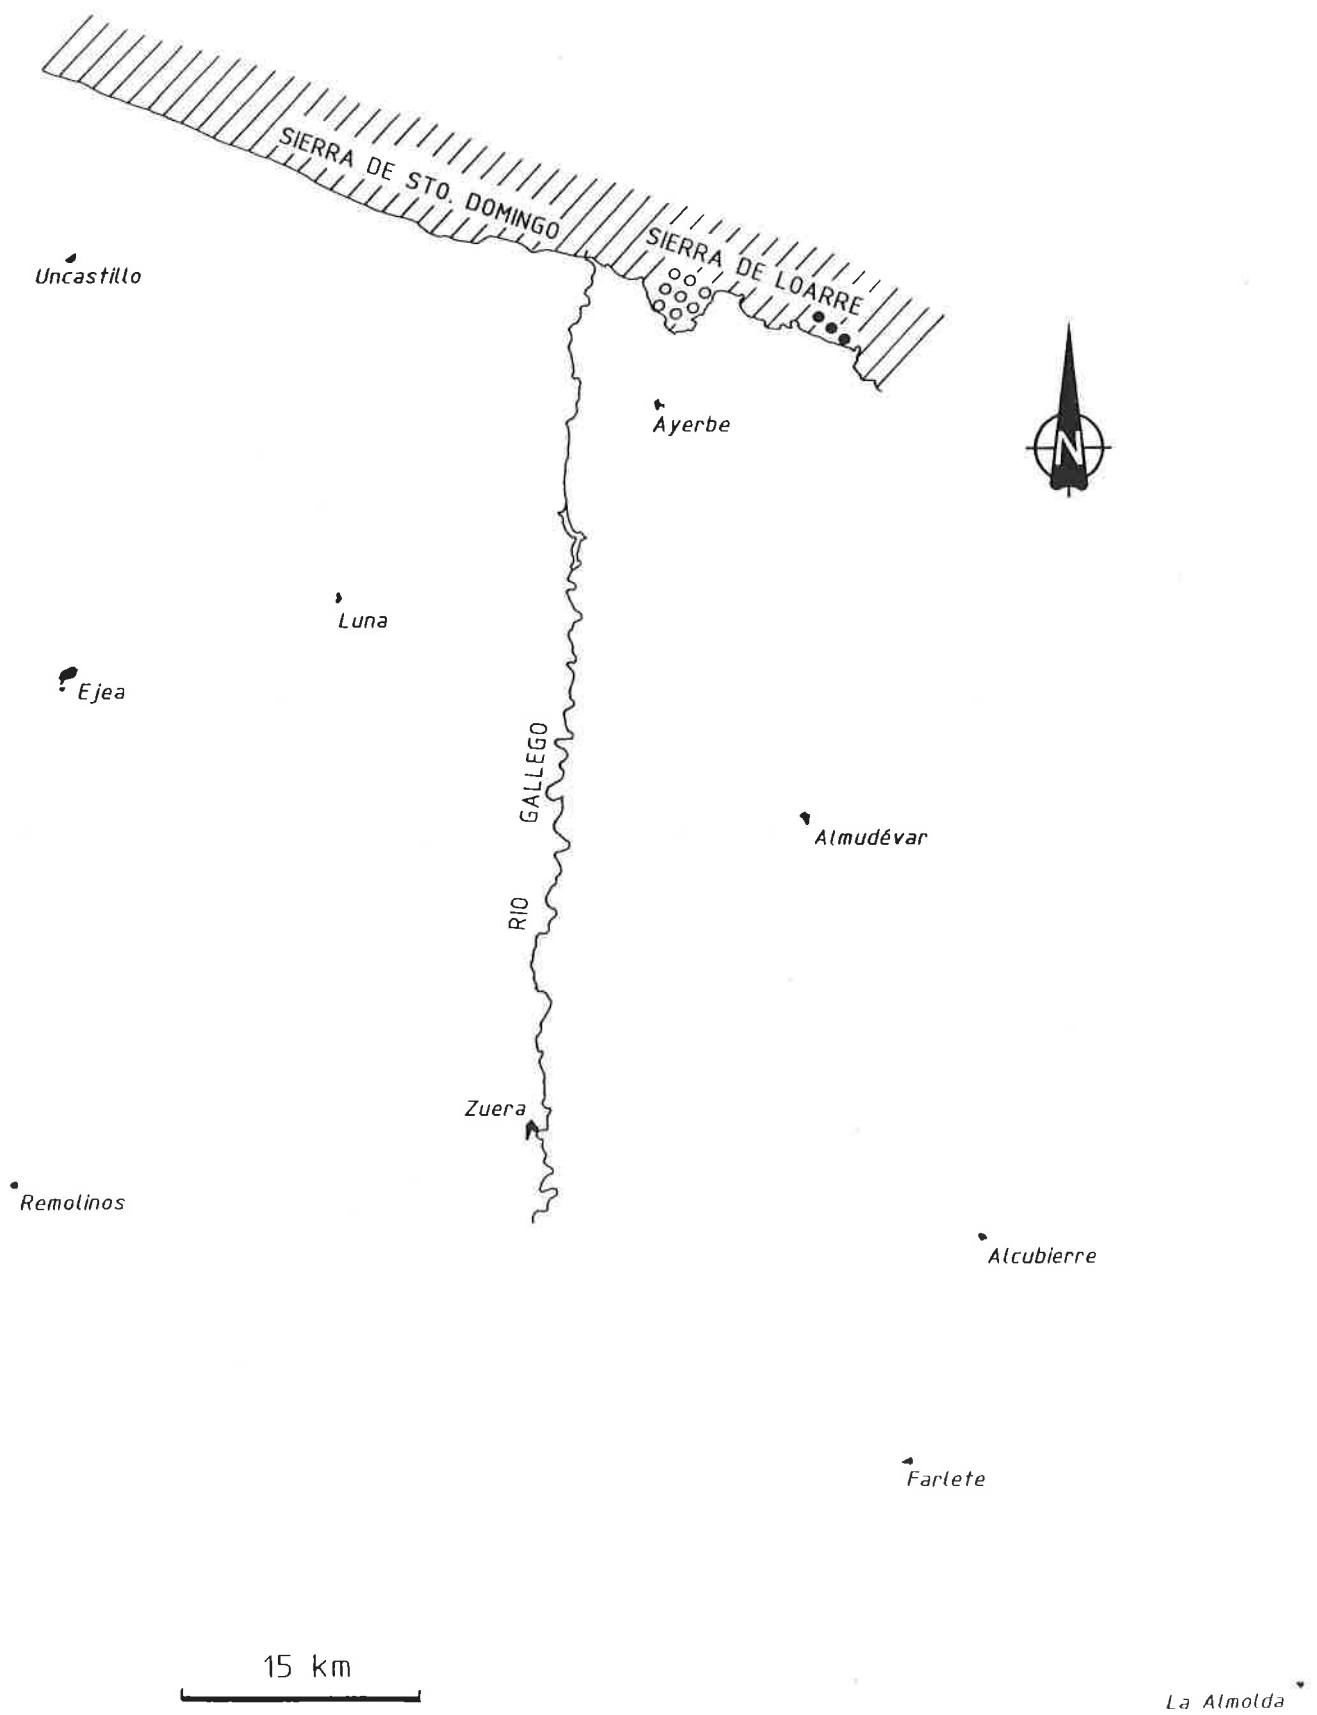 SIERRA DE STO. DOMINGO
SIERRA DE LOARRE
Uncastillo
Ayerbe
N
Luna
Ejea
RIO GALLEGO
Almudévar
Zuera
Remolinos
Alcubierre
Farlete
15 km
La Almolda